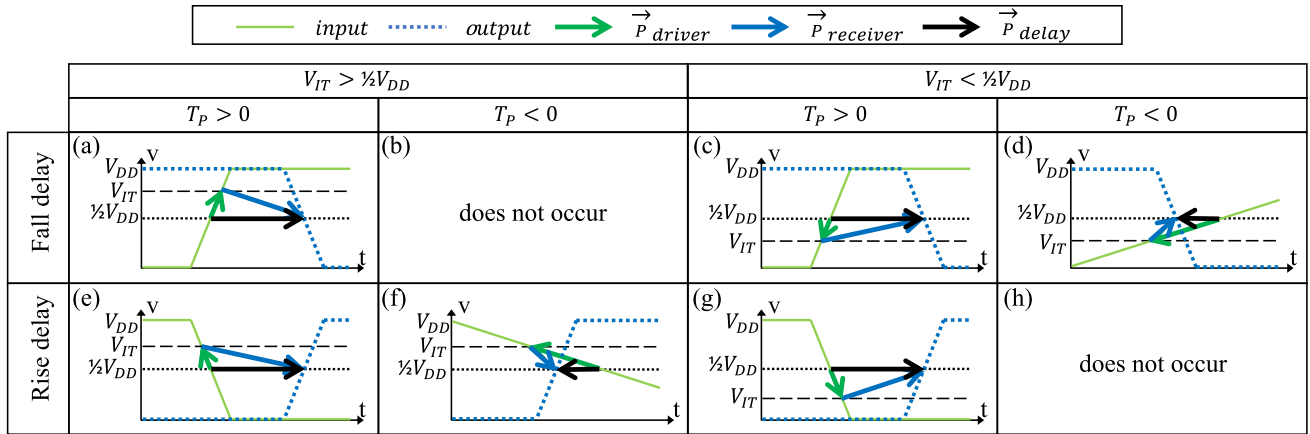 input output P driver P receiver P delay
V_IT > ½V_DD V_IT < ½V_DD
T_P > 0 T_P < 0 T_P > 0 T_P < 0
Fall delay
(a) v
V_DD
V_IT
½V_DD
t
(b)
does not occur
(c) v
V_DD
½V_DD
V_IT
t
(d) v
V_DD
½V_DD
V_IT
t
Rise delay
(e) v
V_DD
V_IT
½V_DD
t
(f) v
V_DD
V_IT
½V_DD
t
(g) v
V_DD
½V_DD
V_IT
t
(h)
does not occur